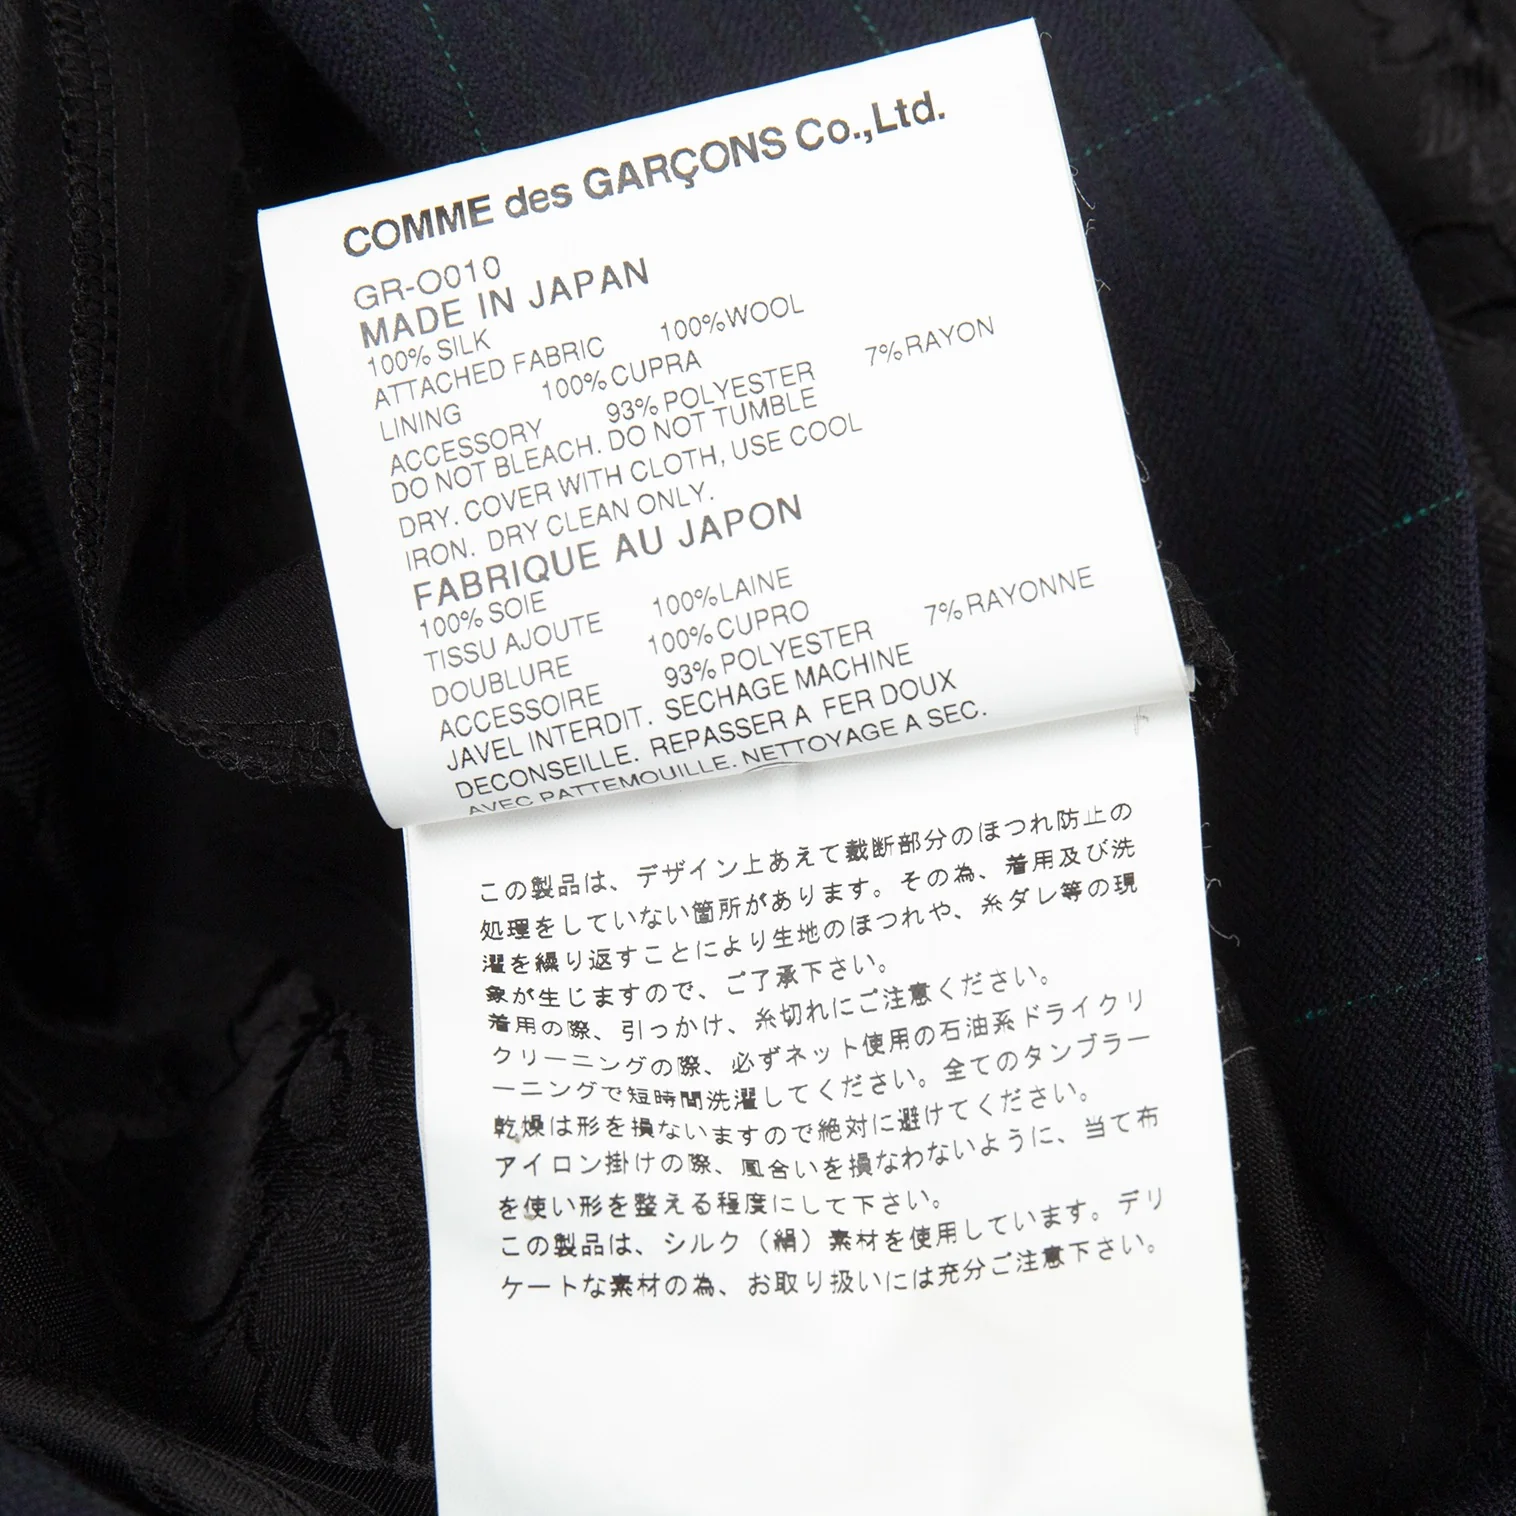 COMME des GARÇONS Co.,Ltd.
GR-O010
MADE IN JAPAN
100% SILK
ATTACHED FABRIC 100%WOOL
LINING 100%CUPRA
ACCESSORY 93%POLYESTER 7%RAYON
DO NOT BLEACH. DO NOT TUMBLE
DRY. COVER WITH CLOTH, USE COOL
IRON. DRY CLEAN ONLY.
FABRIQUE AU JAPON
100%SOIE
TISSU AJOUTE 100%LAINE
DOUBLURE 100%CUPRO
ACCESSOIRE 93%POLYESTER 7%RAYONNE
JAVEL INTERDIT. SECHAGE MACHINE
DECONSEILLE. REPASSER A FER DOUX
AVEC PATTEMOUILLE. NETTOYAGE A SEC.
この製品は、デザイン上あえて裁断部分のほつれ防止の
処理をしていない箇所があります。その為、着用及び洗
濯を繰り返すことにより生地のほつれや、糸ダレ等の現
象が生じますので、ご了承下さい。
着用の際、引っかけ、糸切れにご注意ください。
クリーニングの際、必ずネット使用の石油系ドライクリ
ーニングで短時間洗濯してください。全てのタンブラー
乾燥は形を損ないますので絶対に避けてください。
アイロン掛けの際、風合いを損なわないように、当て布
を使い形を整える程度にして下さい。
この製品は、シルク（絹）素材を使用しています。デリ
ケートな素材の為、お取り扱いには充分ご注意下さい。